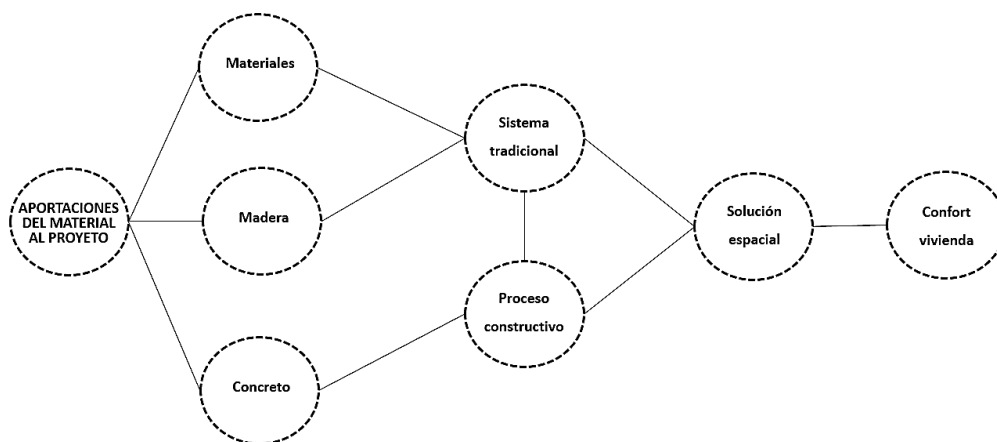 Materiales
Sistema
tradicional
APORTACIONES
DEL MATERIAL
AL PROYETO
Madera
Solución
espacial
Confort
vivienda
Proceso
constructivo
Concreto